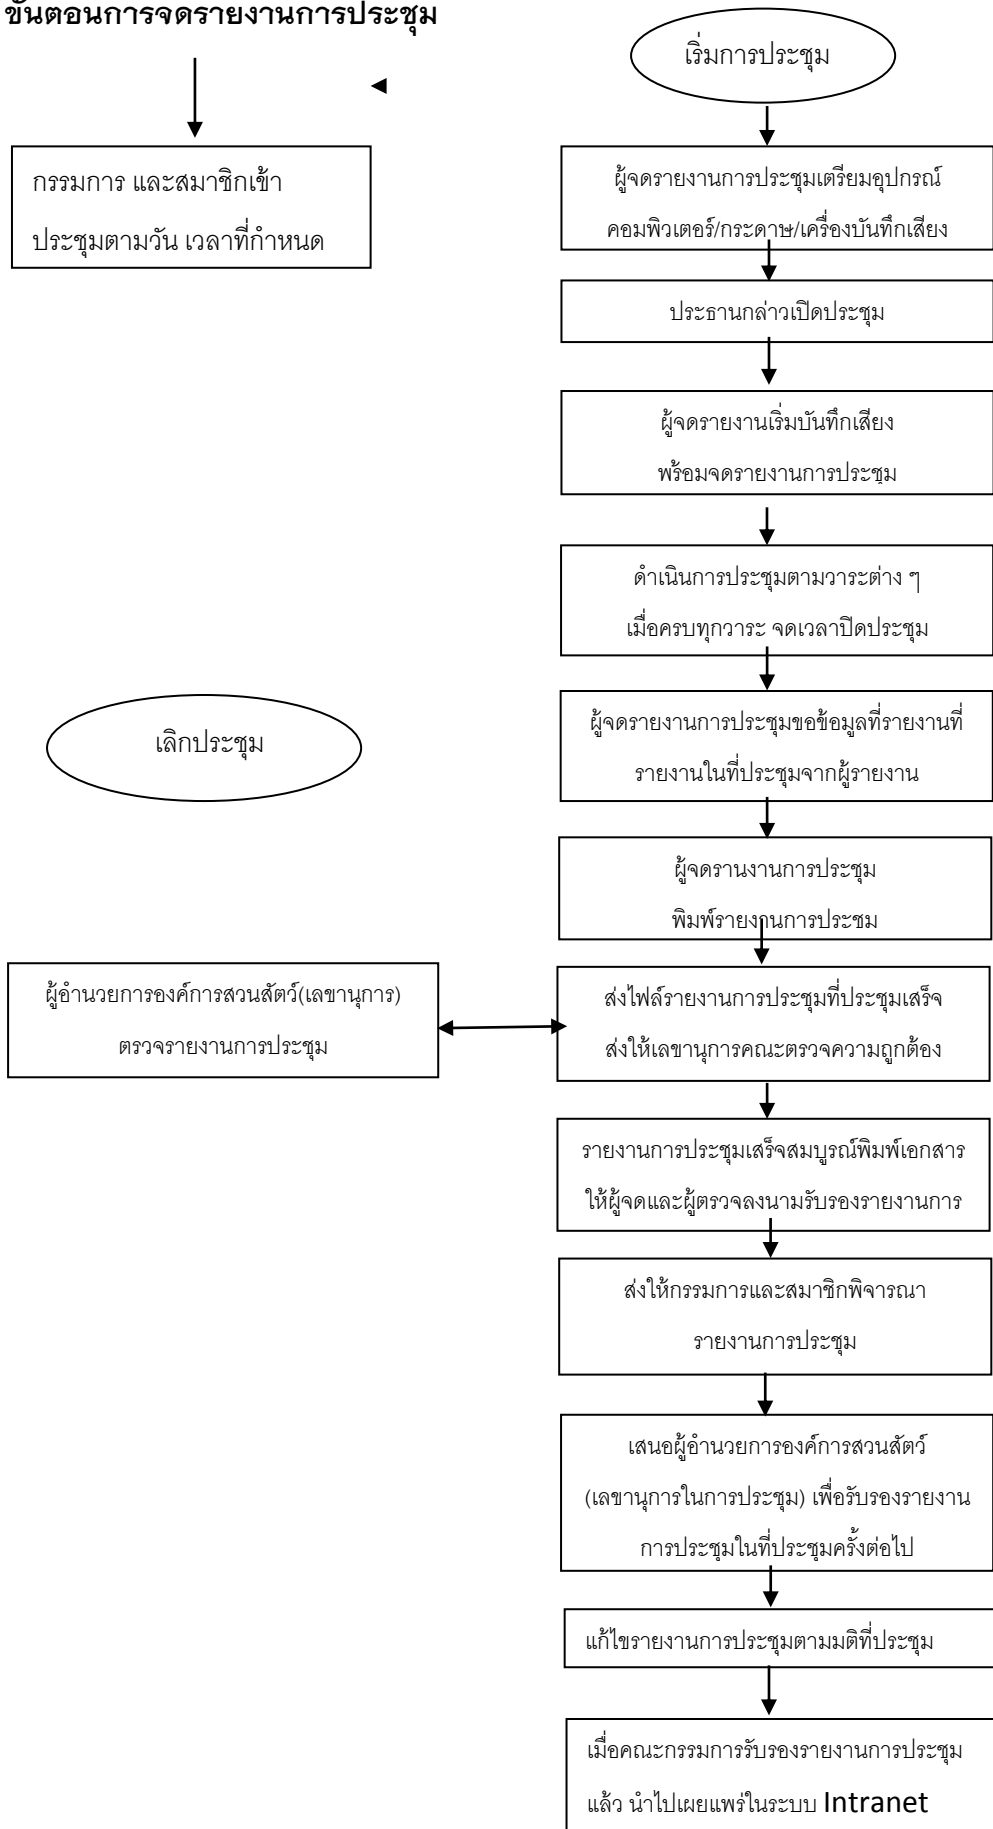 ขั้นตอนการจดรายงานการประชุม
เริ่มการประชุม
กรรมการ และสมาชิกเข้า
ประชุมตามวัน เวลาที่กำหนด
ผู้จดรายงานการประชุมเตรียมอุปกรณ์
คอมพิวเตอร์/กระดาษ/เครื่องบันทึกเสียง
ประธานกล่าวเปิดประชุม
ผู้จดรายงานเริ่มบันทึกเสียง
พร้อมจดรายงานการประชุม
ดำเนินการประชุมตามวาระต่าง ๆ
เมื่อครบทุกวาระ จดเวลาปิดประชุม
เลิกประชุม
ผู้จดรายงานการประชุมขอข้อมูลที่รายงานที่
รายงานในที่ประชุมจากผู้รายงาน
ผู้จดรานงานการประชุม
พิมพ์รายงานการประชุม
ผู้อำนวยการองค์การสวนสัตว์(เลขานุการ)
ตรวจรายงานการประชุม
ส่งไฟล์รายงานการประชุมที่ประชุมเสร็จ
ส่งให้เลขานุการคณะตรวจความถูกต้อง
รายงานการประชุมเสร็จสมบูรณ์พิมพ์เอกสาร
ให้ผู้จดและผู้ตรวจลงนามรับรองรายงานการ
ส่งให้กรรมการและสมาชิกพิจารณา
รายงานการประชุม
เสนอผู้อำนวยการองค์การสวนสัตว์
(เลขานุการในการประชุม) เพื่อรับรองรายงาน
การประชุมในที่ประชุมครั้งต่อไป
แก้ไขรายงานการประชุมตามมติที่ประชุม
เมื่อคณะกรรมการรับรองรายงานการประชุม
แล้ว นำไปเผยแพร่ในระบบ Intranet